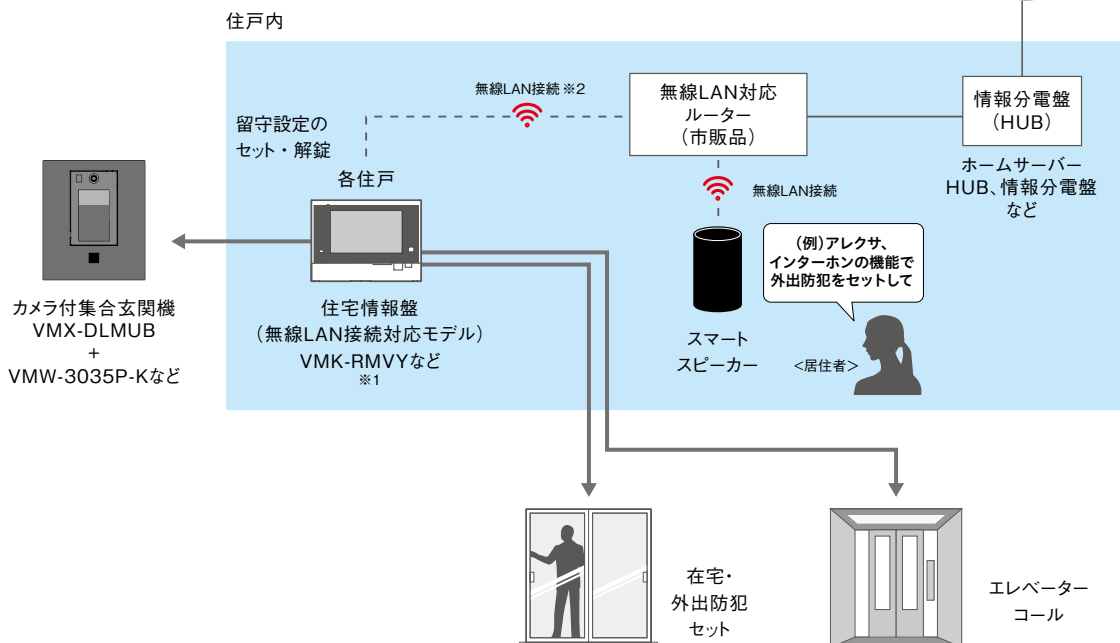 住戸内
無線LAN接続 ※2
無線LAN対応
ルーター
（市販品）
情報分電盤
（HUB）
ホームサーバー
HUB、情報分電盤
など
留守設定の
セット・解錠
各住戸
無線LAN接続
（例）アレクサ、
インターホンの機能で
外出防犯をセットして
カメラ付集合玄関機
VMX-DLMUB
+
VMW-3035P-Kなど
住宅情報盤
（無線LAN接続対応モデル）
VMK-RMVYなど
※1
スマート
スピーカー
<居住者>
在宅・
外出防犯
セット
エレベーター
コール